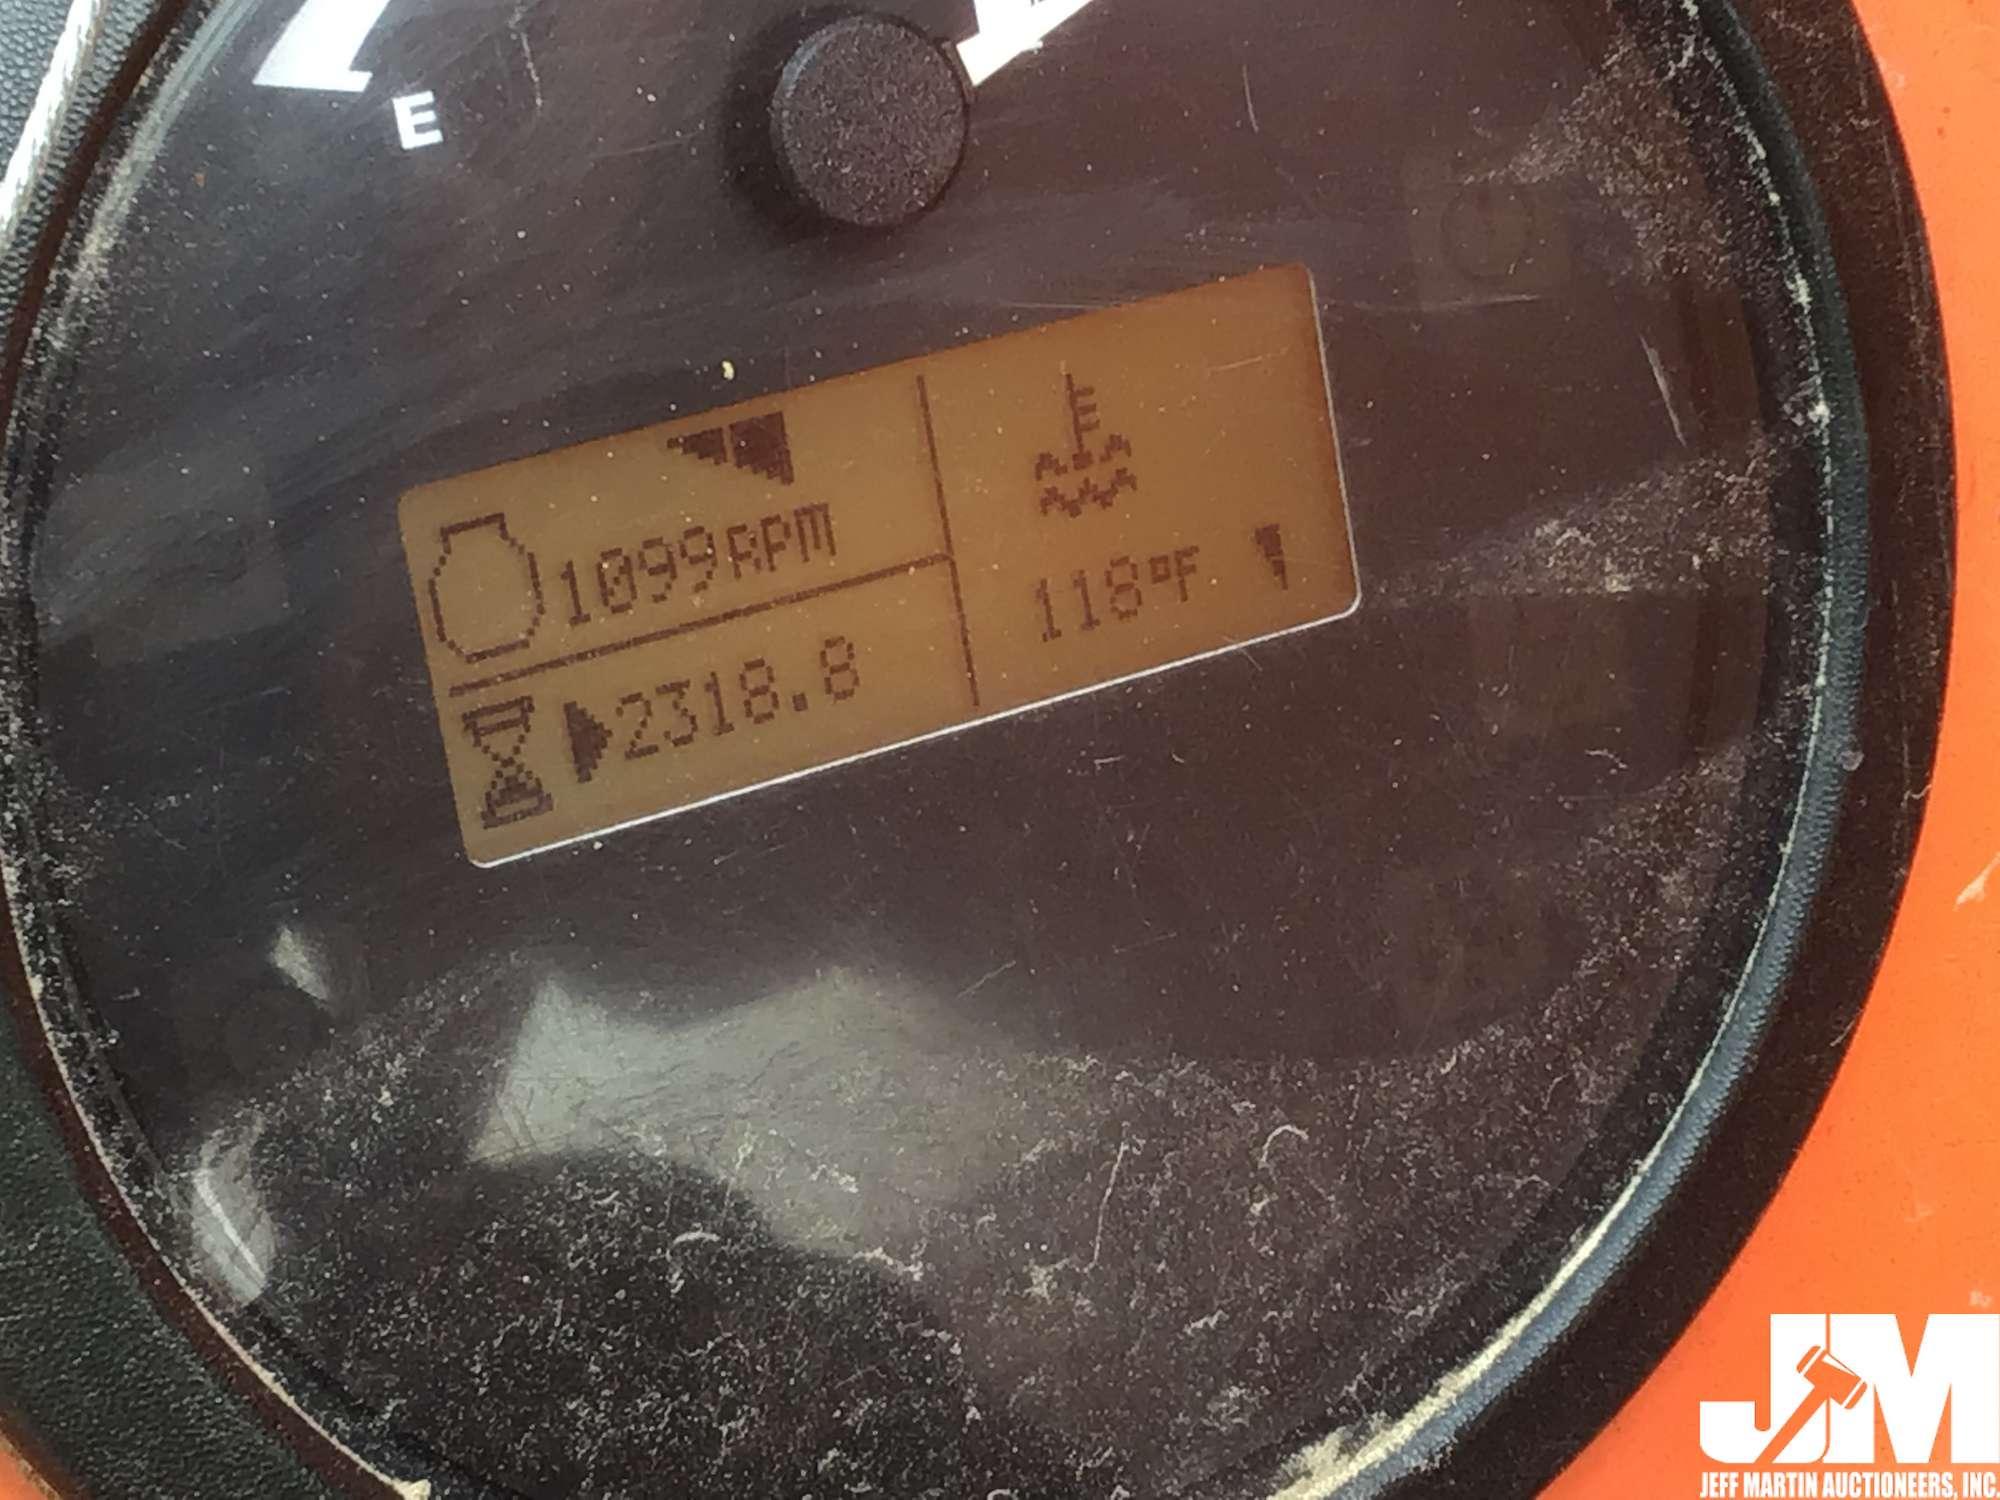 E
1099RPM
2318.8
118°F
JM
JEFF MARTIN AUCTIONEERS, INC.